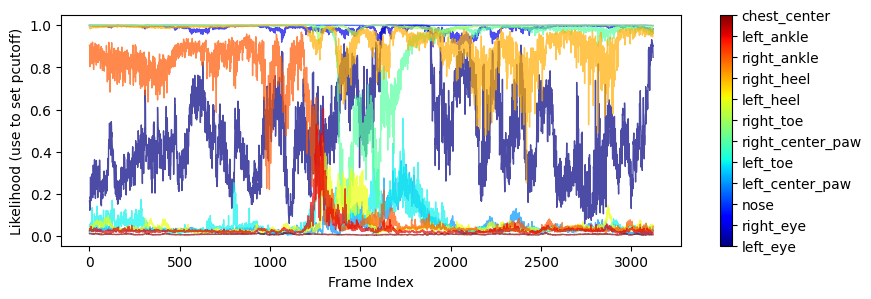 1.0
0.8
0.6
0.4
0.2
0.0
Likelihood (use to set pcutoff)
0
500
1000
1500
2000
2500
3000
Frame Index
chest_center
left_ankle
right_ankle
right_heel
left_heel
right_toe
right_center_paw
left_toe
left_center_paw
nose
right_eye
left_eye